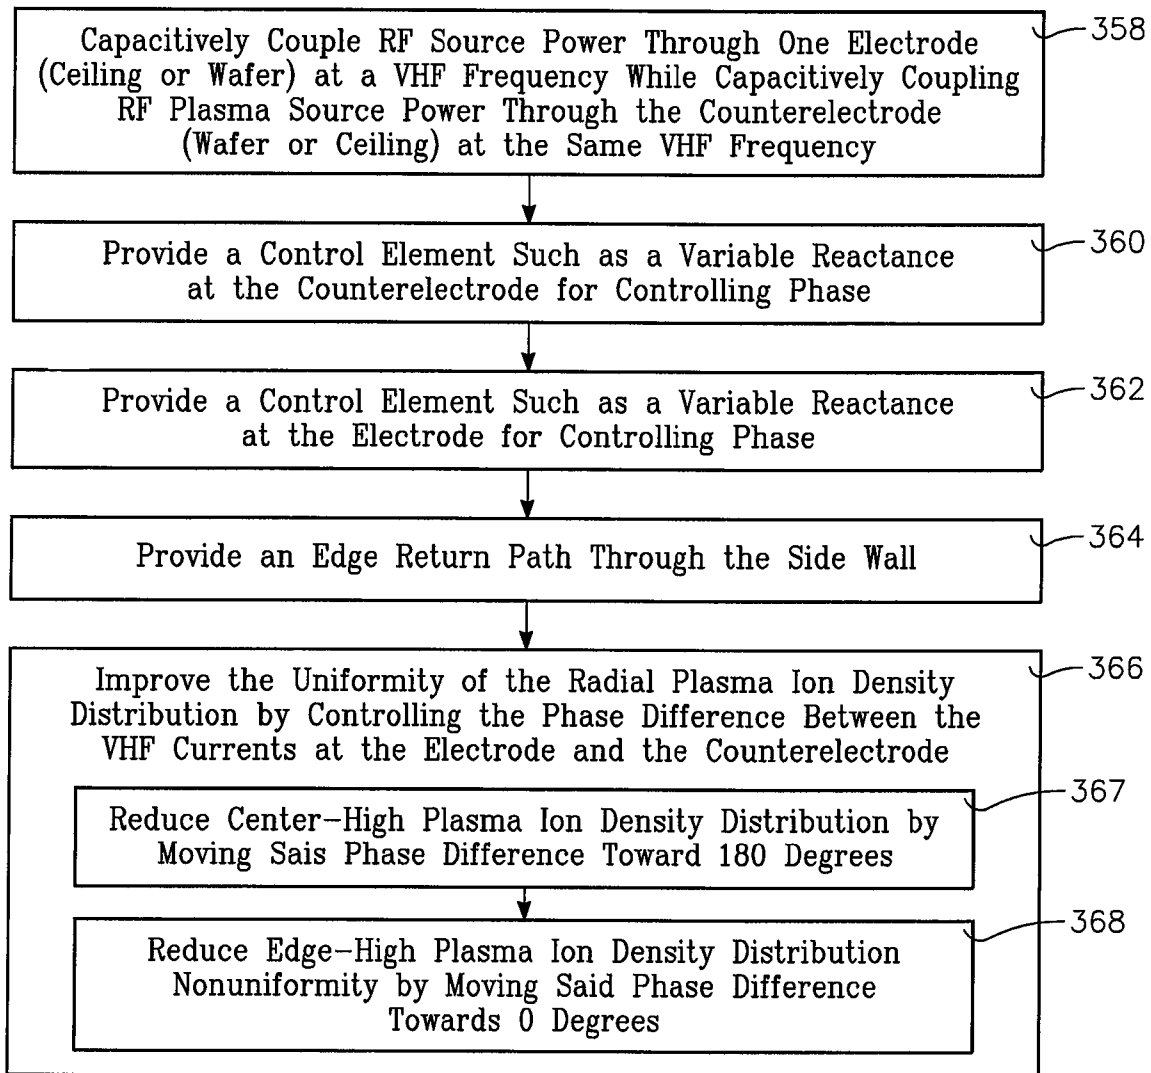 Capacitively Couple RF Source Power Through One Electrode
(Ceiling or Wafer) at a VHF Frequency While Capacitively Coupling
RF Plasma Source Power Through the Counterelectrode
(Wafer or Ceiling) at the Same VHF Frequency
358
Provide a Control Element Such as a Variable Reactance
at the Counterelectrode for Controlling Phase
360
Provide a Control Element Such as a Variable Reactance
at the Electrode for Controlling Phase
362
Provide an Edge Return Path Through the Side Wall
364
Improve the Uniformity of the Radial Plasma Ion Density
Distribution by Controlling the Phase Difference Between the
VHF Currents at the Electrode and the Counterelectrode
366
Reduce Center-High Plasma Ion Density Distribution by
Moving Sais Phase Difference Toward 180 Degrees
367
Reduce Edge-High Plasma Ion Density Distribution
Nonuniformity by Moving Said Phase Difference
Towards 0 Degrees
368